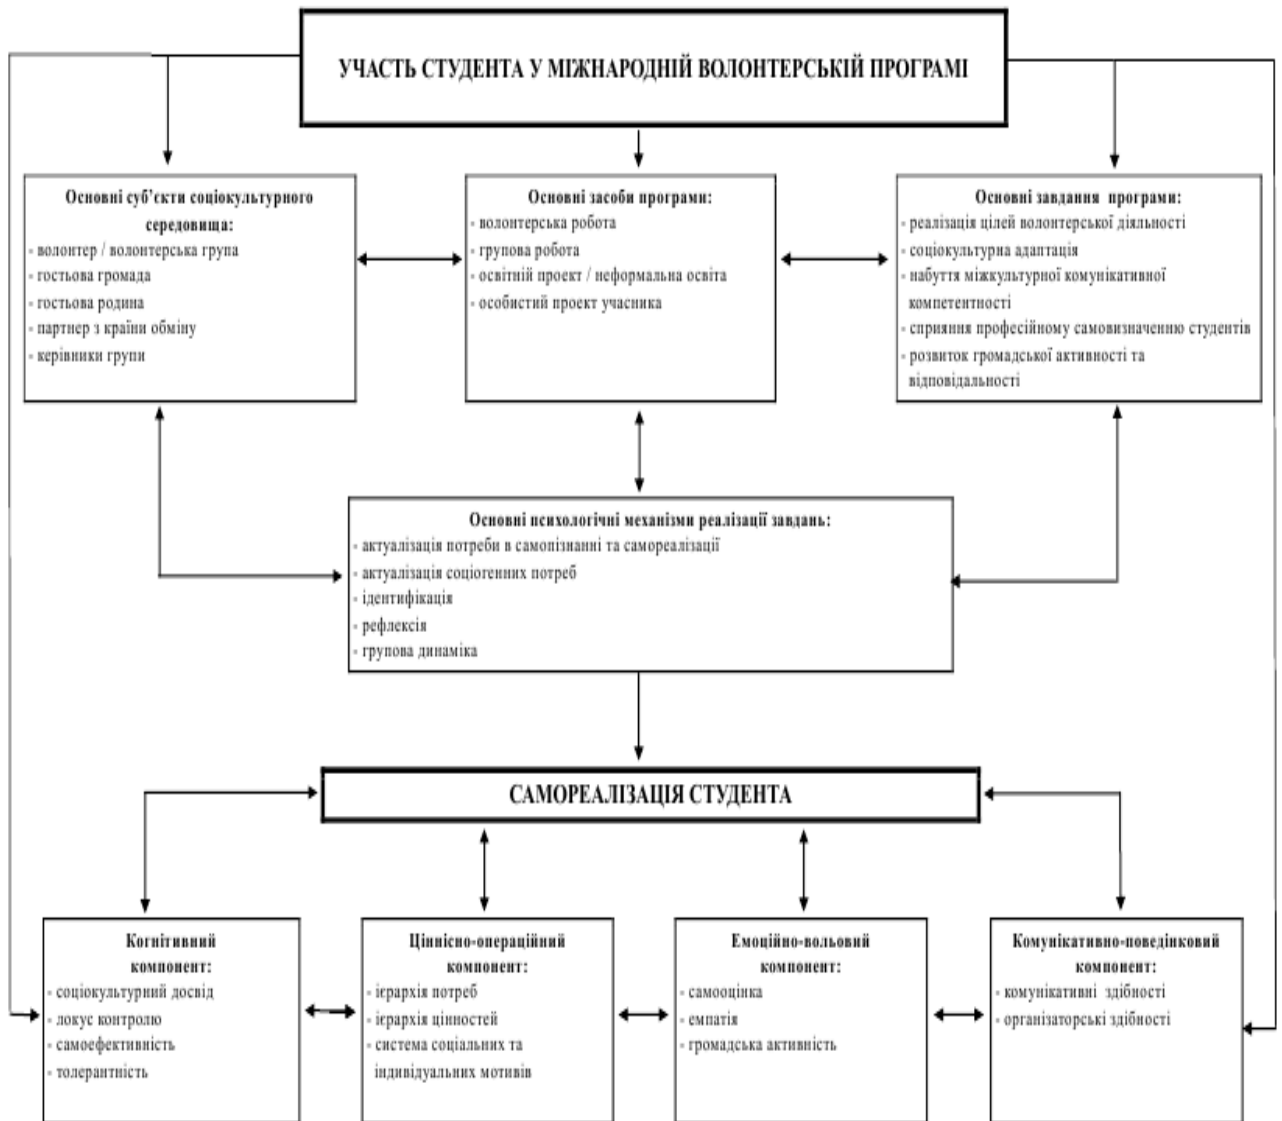 УЧАСТЬ СТУДЕНТА У МІЖНАРОДНІЙ ВОЛОНТЕРСЬКІЙ ПРОГРАМІ
Основні суб’єкти соціокультурного
середовища:
- волонтер / волонтерська група
- гостьова громада
- гостьова родина
- партнер з країни обміну
- керівники групи
Основні засоби програми:
- волонтерська робота
- групова робота
- освітній проект / неформальна освіта
- особистий проект учасника
Основні завдання програми:
- реалізація цілей волонтерської діяльності
- соціокультурна адаптація
- набуття міжкультурної комунікативної
компетентності
- сприяння професійному самовизначенню студентів
- розвиток громадської активності та
відповідальності
Основні психологічні механізми реалізації завдань:
- актуалізація потреби в самопізнанні та самореалізації
- актуалізація соціогенних потреб
- ідентифікація
- рефлексія
- групова динаміка
САМОРЕАЛІЗАЦІЯ СТУДЕНТА
Когнітивний
компонент:
- соціокультурний досвід
- локус контролю
- самоефективність
- толерантність
Ціннісно-операційний
компонент:
- ієрархія потреб
- ієрархія цінностей
- система соціальних та
індивідуальних мотивів
Емоційно-вольовий
компонент:
- самооцінка
- емпатія
- громадська активність
Комунікативно-поведінковий
компонент:
- комунікативні здібності
- організаторські здібності